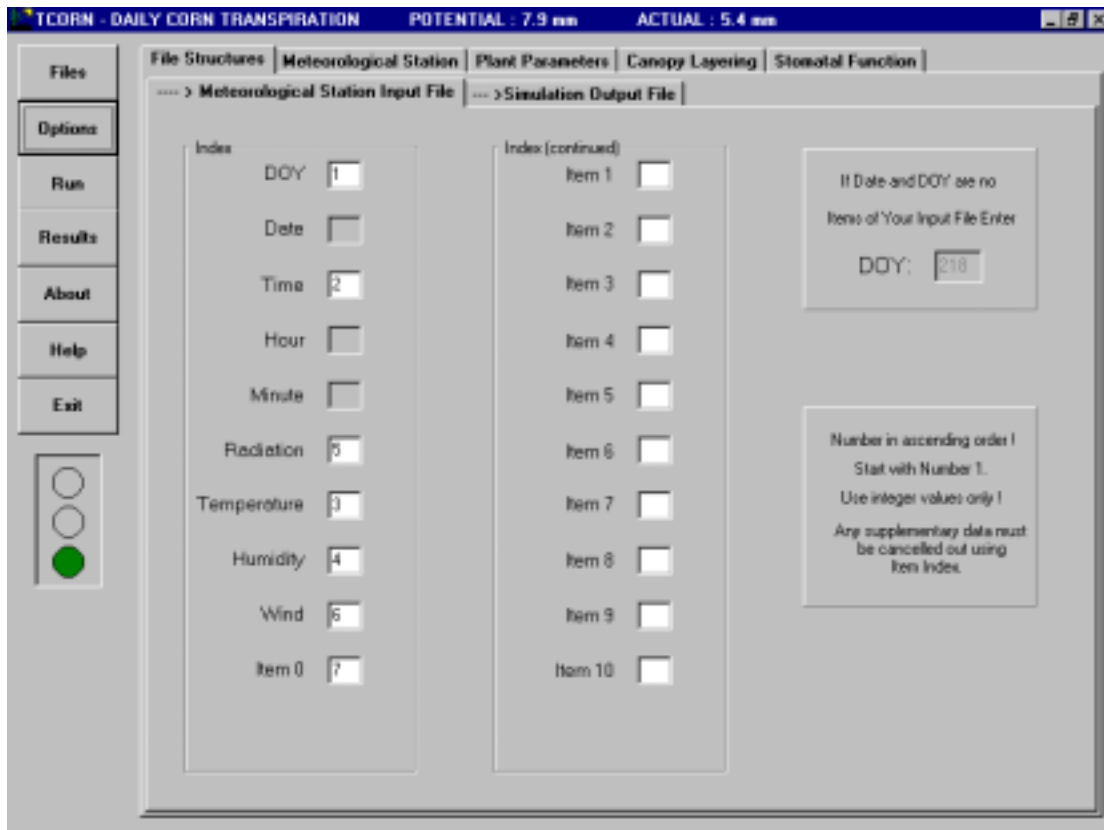 TCORN - DAILY CORN TRANSPIRATION POTENTIAL : 7.9 mm ACTUAL : 5.4 mm
Files
Options
Run
Results
About
Help
Exit
File Structures Meteorological Station Plant Parameters Canopy Layering Stomatal Function
---- > Meteorological Station Input File --- >Simulation Output File
Index
DOY 1
Date
Time 2
Hour
Minute
Radiation 5
Temperature 3
Humidity 4
Wind 6
Item 0 7
Index (continued)
Item 1
Item 2
Item 3
Item 4
Item 5
Item 6
Item 7
Item 8
Item 9
Item 10
If Date and DOY are no
Items of Your Input File Enter
DOY: 218
Number in ascending order !
Start with Number 1.
Use integer values only !
Any supplementary data must
be cancelled out using
Item Index.